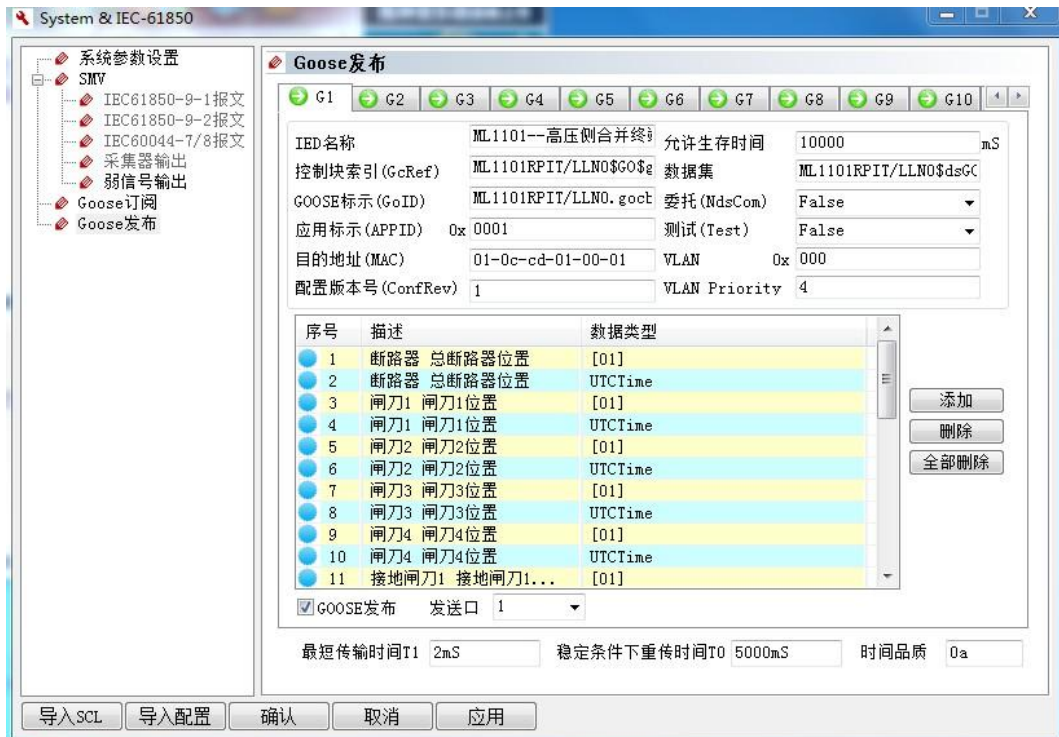 System & IEC-61850
系统参数设置
SMV
IEC61850-9-1报文
IEC61850-9-2报文
IEC60044-7/8报文
采集器输出
弱信号输出
Goose订阅
Goose发布
Goose发布
G1 G2 G3 G4 G5 G6 G7 G8 G9 G10
IED名称 ML1101--高压侧合并终 允许生存时间 10000 mS
控制块索引(GcRef) ML1101RPIT/LLN0$GO$g 数据集 ML1101RPIT/LLN0$dsGO
GOOSE标示(GoID) ML1101RPIT/LLN0.gocb 委托(NdsCom) False
应用标示(APPID) 0x 0001 测试(Test) False
目的地址(MAC) 01-0c-cd-01-00-01 VLAN 0x 000
配置版本号(ConfRev) 1 VLAN Priority 4
序号 描述 数据类型
1 断路器 总断路器位置 [01]
2 断路器 总断路器位置 UTCTime
3 闸刀1 闸刀1位置 [01]
4 闸刀1 闸刀1位置 UTCTime
5 闸刀2 闸刀2位置 [01]
6 闸刀2 闸刀2位置 UTCTime
7 闸刀3 闸刀3位置 [01]
8 闸刀3 闸刀3位置 UTCTime
9 闸刀4 闸刀4位置 [01]
10 闸刀4 闸刀4位置 UTCTime
11 接地闸刀1 接地闸刀1... [01]
添加
删除
全部删除
GOOSE发布 发送口 1
最短传输时间T1 2mS 稳定条件下重传时间T0 5000mS 时间品质 0a
导入SCL 导入配置 确认 取消 应用